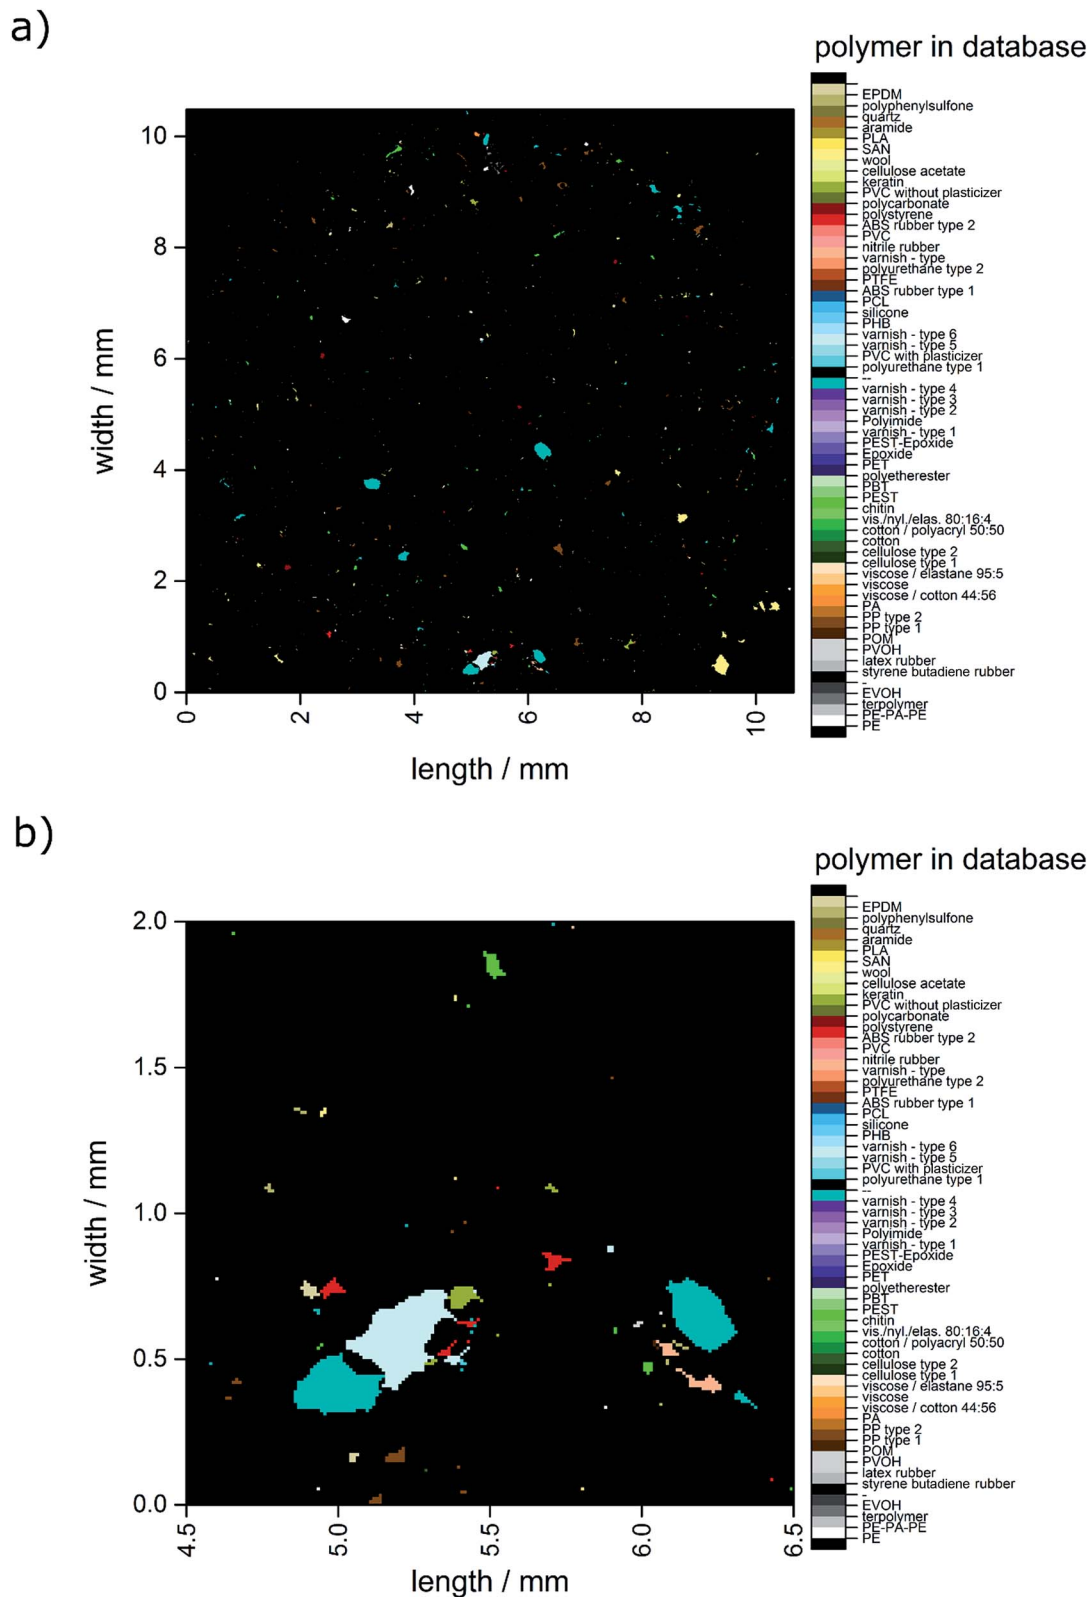 a)
polymer in database
EPDM
polyphenylsulfone
quartz
aramide
PLA
SAN
wool
cellulose acetate
keratin
PVC without plasticizer
polycarbonate
polystyrene
ABS rubber type 2
PVC
nitrile rubber
varnish - type
polyurethane type 2
PTFE
ABS rubber type 1
PCL
silicone
PHB
varnish - type 6
varnish - type 5
PVC with plasticizer
polyurethane type 1
--
varnish - type 4
varnish - type 3
varnish - type 2
Polyimide
varnish - type 1
PEST-Epoxide
Epoxide
PET
polyetherester
PBT
PEST
chitin
vis./nyl./elas. 80:16:4
cotton / polyacryl 50:50
cotton
cellulose type 2
cellulose type 1
viscose / elastane 95:5
viscose
viscose / cotton 44:56
PA
PP type 2
PP type 1
POM
PVOH
latex rubber
styrene butadiene rubber
-
EVOH
terpolymer
PE-PA-PE
PE
width / mm
10
8
6
4
2
0
0
2
4
6
8
10
length / mm
b)
polymer in database
EPDM
polyphenylsulfone
quartz
aramide
PLA
SAN
wool
cellulose acetate
keratin
PVC without plasticizer
polycarbonate
polystyrene
ABS rubber type 2
PVC
nitrile rubber
varnish - type
polyurethane type 2
PTFE
ABS rubber type 1
PCL
silicone
PHB
varnish - type 6
varnish - type 5
PVC with plasticizer
polyurethane type 1
--
varnish - type 4
varnish - type 3
varnish - type 2
Polyimide
varnish - type 1
PEST-Epoxide
Epoxide
PET
polyetherester
PBT
PEST
chitin
vis./nyl./elas. 80:16:4
cotton / polyacryl 50:50
cotton
cellulose type 2
cellulose type 1
viscose / elastane 95:5
viscose
viscose / cotton 44:56
PA
PP type 2
PP type 1
POM
PVOH
latex rubber
styrene butadiene rubber
-
EVOH
terpolymer
PE-PA-PE
PE
width / mm
2.0
1.5
1.0
0.5
0.0
4.5
5.0
5.5
6.0
6.5
length / mm